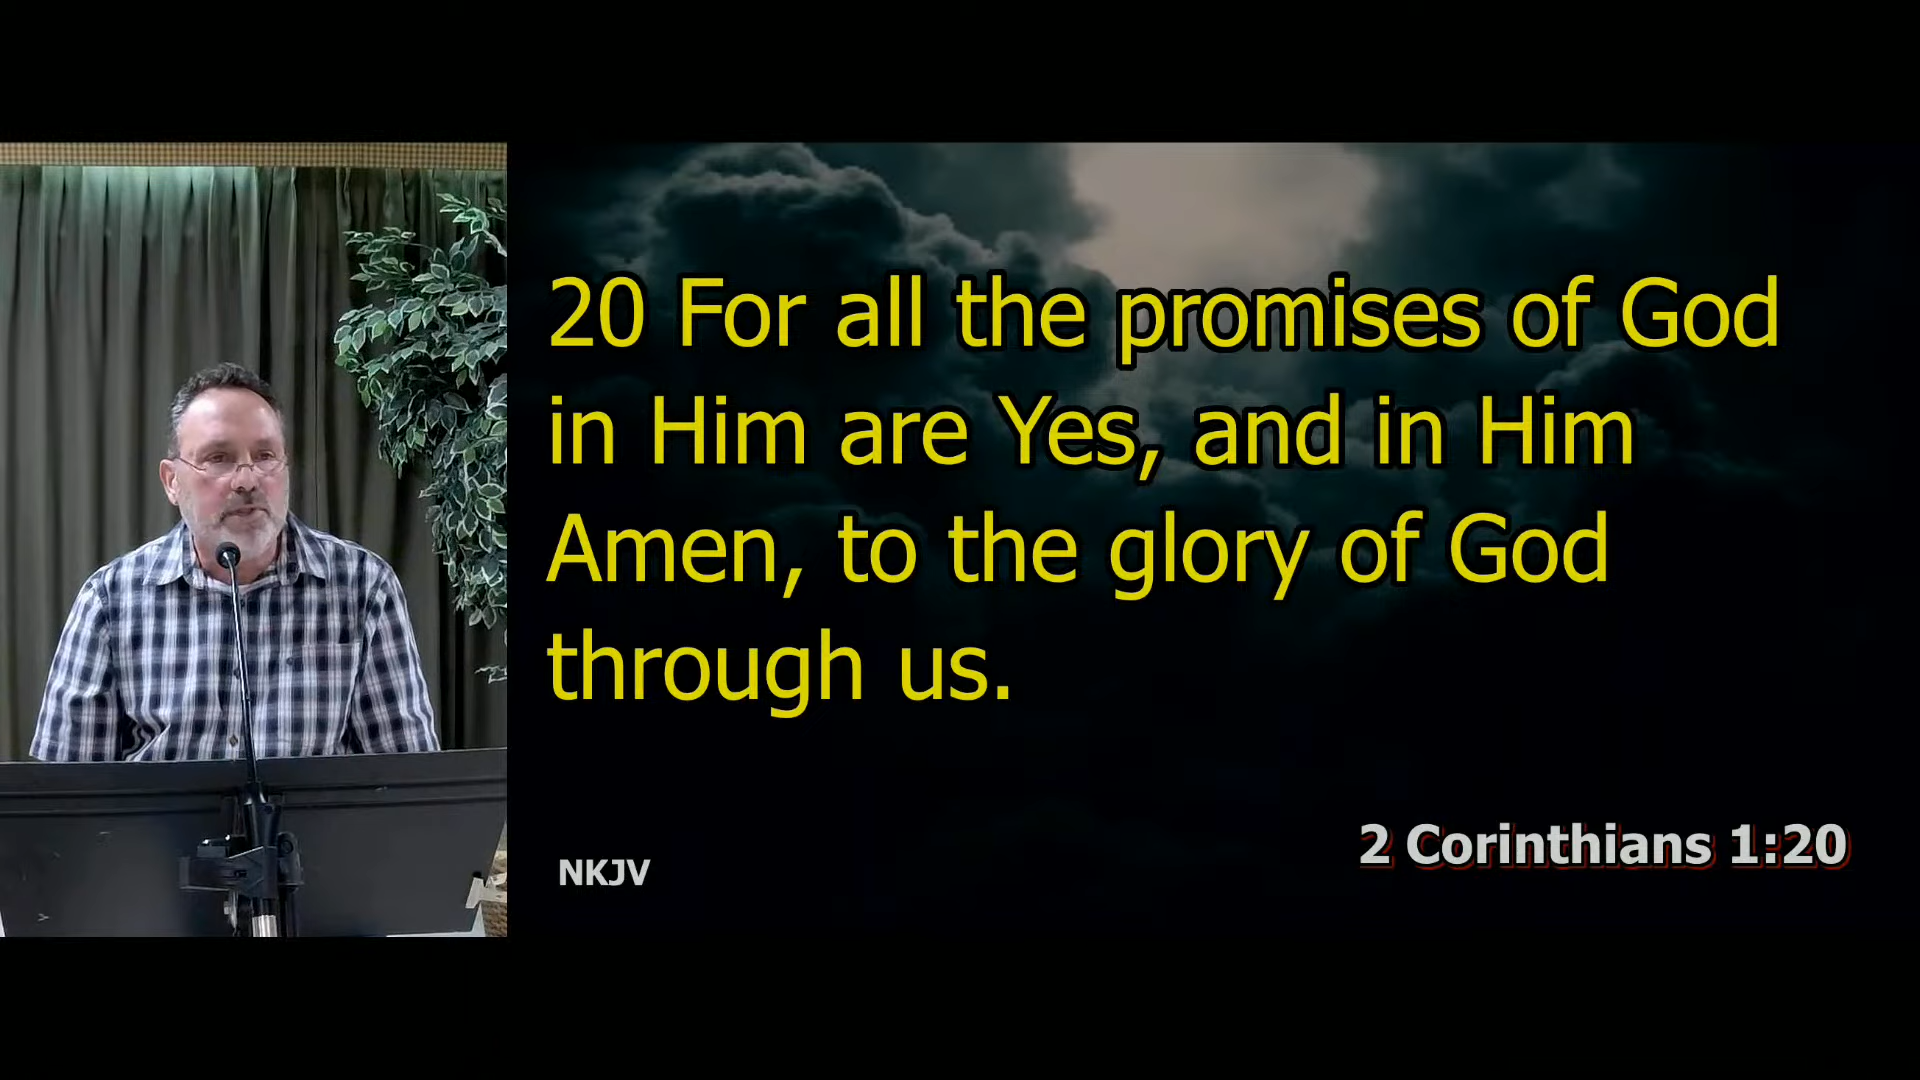 20 For all the promises of God
in Him are Yes, and in Him
Amen, to the glory of God
through us.
2 Corinthians 1:20
NKJV